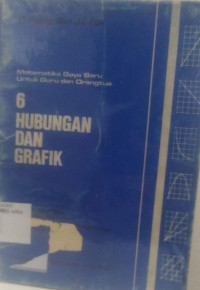 Matematika Gaya Baru
Untuk Guru dan Orangtua
6
HUBUNGAN
DAN
GRAFIK